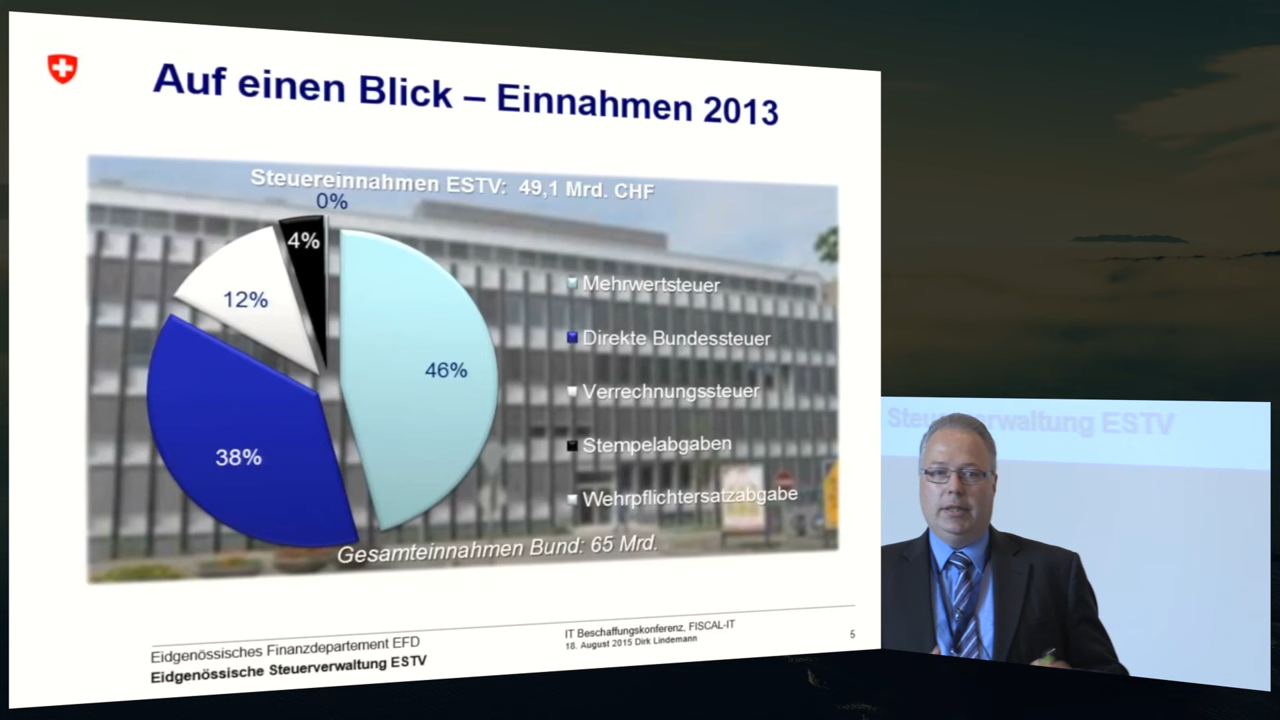 Auf einen Blick – Einnahmen 2013
Steuereinnahmen ESTV: 49,1 Mrd. CHF
0%
4%
12%
46%
38%
Mehrwertsteuer
Direkte Bundessteuer
Verrechnungssteuer
Stempelabgaben
Wehrpflichtersatzabgabe
Gesamteinnahmen Bund: 65 Mrd.
Eidgenössisches Finanzdepartement EFD
Eidgenössische Steuerverwaltung ESTV
IT Beschaffungskonferenz, FISCAL-IT
18. August 2015 Dirk Lindemann
5
Steuerverwaltung ESTV